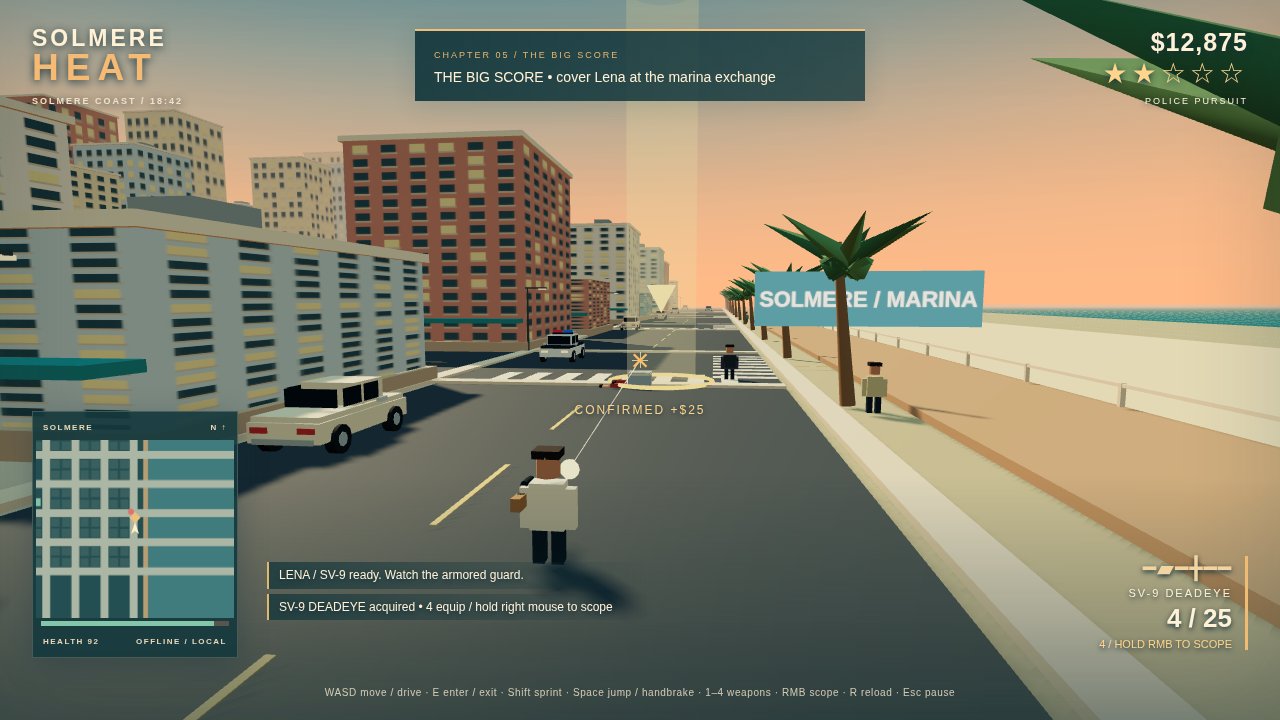 SOLMERE
HEAT
SOLMERE COAST / 18:42
CHAPTER 05 / THE BIG SCORE
THE BIG SCORE • cover Lena at the marina exchange
$12,875
★ ★ ☆ ☆ ☆
POLICE PURSUIT
SOLMERE / MARINA
CONFIRMED +$25
SOLMERE N ↑
HEALTH 92 OFFLINE / LOCAL
LENA / SV-9 ready. Watch the armored guard.
SV-9 DEADEYE acquired • 4 equip / hold right mouse to scope
SV-9 DEADEYE
4 / 25
4 / HOLD RMB TO SCOPE
WASD move / drive · E enter / exit · Shift sprint · Space jump / handbrake · 1–4 weapons · RMB scope · R reload · Esc pause